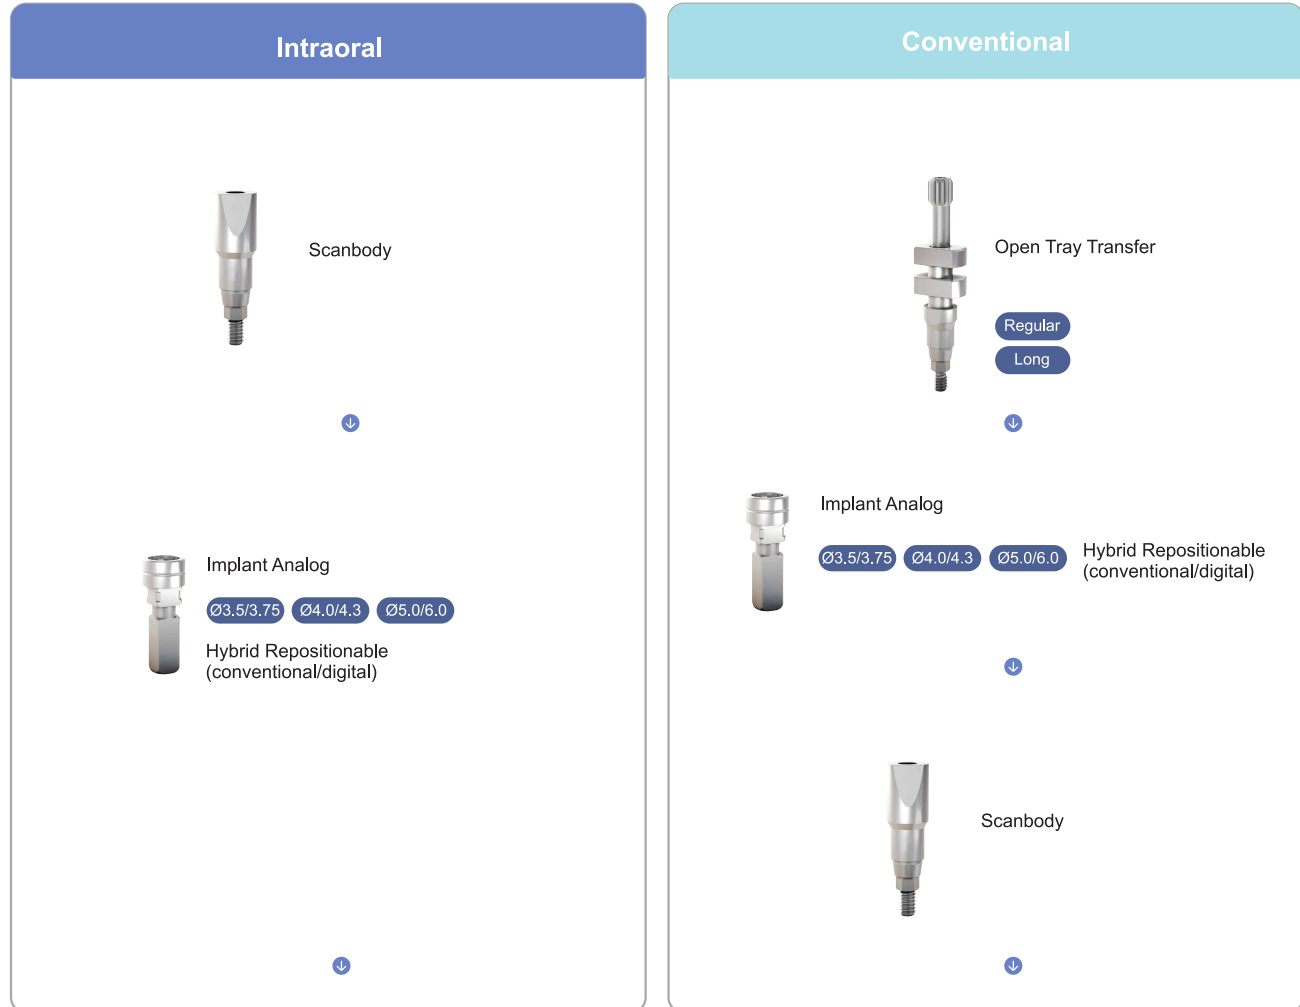 Intraoral
Scanbody
Implant Analog
Ø3.5/3.75 Ø4.0/4.3 Ø5.0/6.0
Hybrid Repositionable
(conventional/digital)
Conventional
Open Tray Transfer
Regular
Long
Implant Analog
Ø3.5/3.75 Ø4.0/4.3 Ø5.0/6.0
Hybrid Repositionable
(conventional/digital)
Scanbody